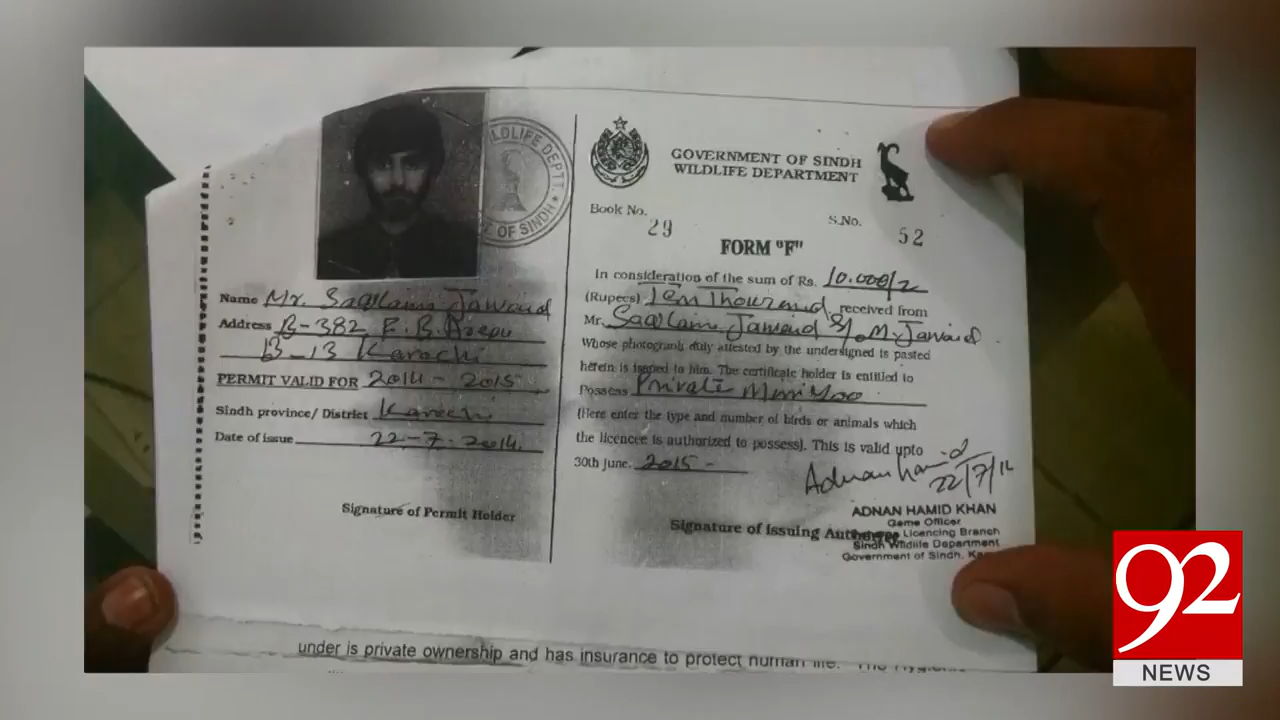 WILDLIFE DEPTT.
OF SINDH
Name Mr. Saqlain Jawaid
Address B-382 F. B. Area
B-13 Karachi
PERMIT VALID FOR 2014-2015
Sindh province/ District Karachi
Date of issue 22-7-2014
Signature of Permit Holder
GOVERNMENT OF SINDH
WILDLIFE DEPARTMENT
Book No. 29
S.No. 52
FORM "F"
In consideration of the sum of Rs. 10.000/=
(Rupees) Ten Thousand received from
Mr. Saqlain Jawaid S/o. M. Jawaid
Whose photograph duly attested by the undersigned is pasted
herein is issued to him. The certificate holder is entitled to
Possess Private Mini Zoo
(Here enter the type and number of birds or animals which
the licencee is authorized to possess). This is valid upto
30th June. 2015-
Adnan Hamid
22/7/14
Signature of Issuing
ADNAN HAMID KHAN
Game Officer
Licencing Branch
Sindh Wildlife Department
Government of Sindh,
under is private ownership and has insurance to protect human life. The
92
NEWS